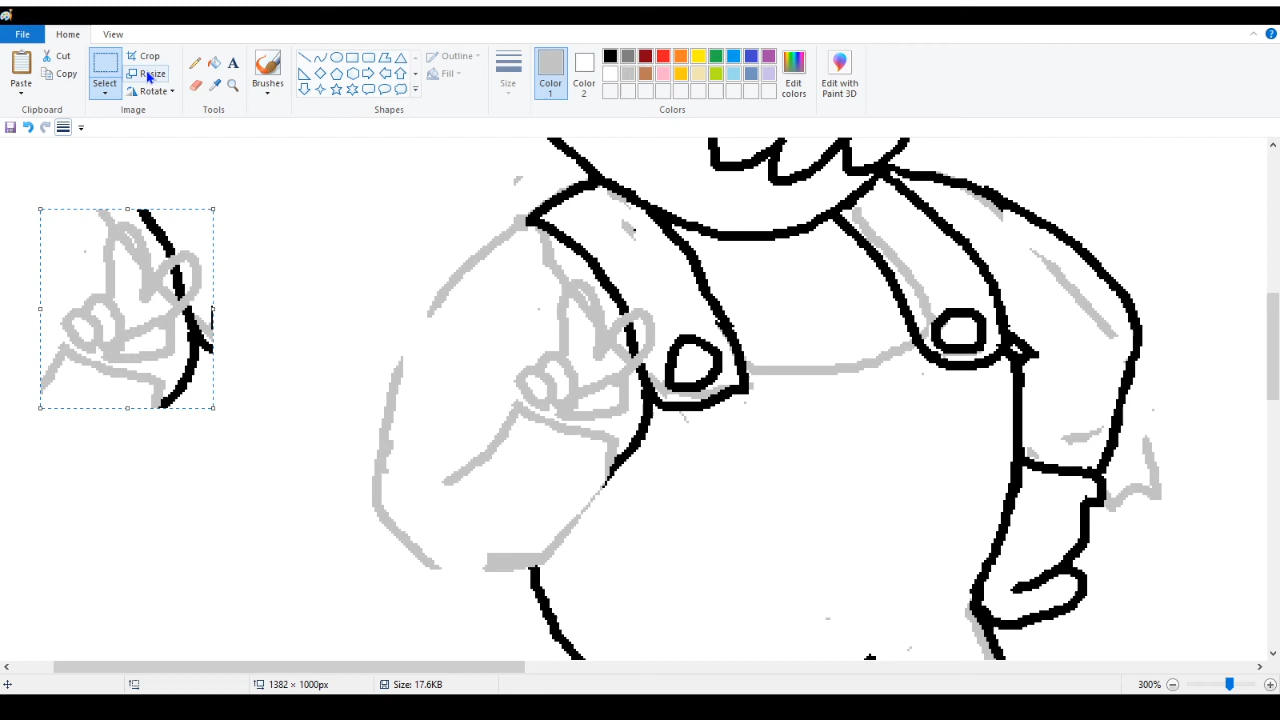 File Home View
Cut
Copy
Paste
Clipboard
Select
Crop
Resize
Rotate
Image
A
Tools
Brushes
Outline
Fill
Shapes
Size
Color
1
Color
2
Edit
colors
Colors
Edit with
Paint 3D
1382 × 1000px
Size: 17.6KB
300%